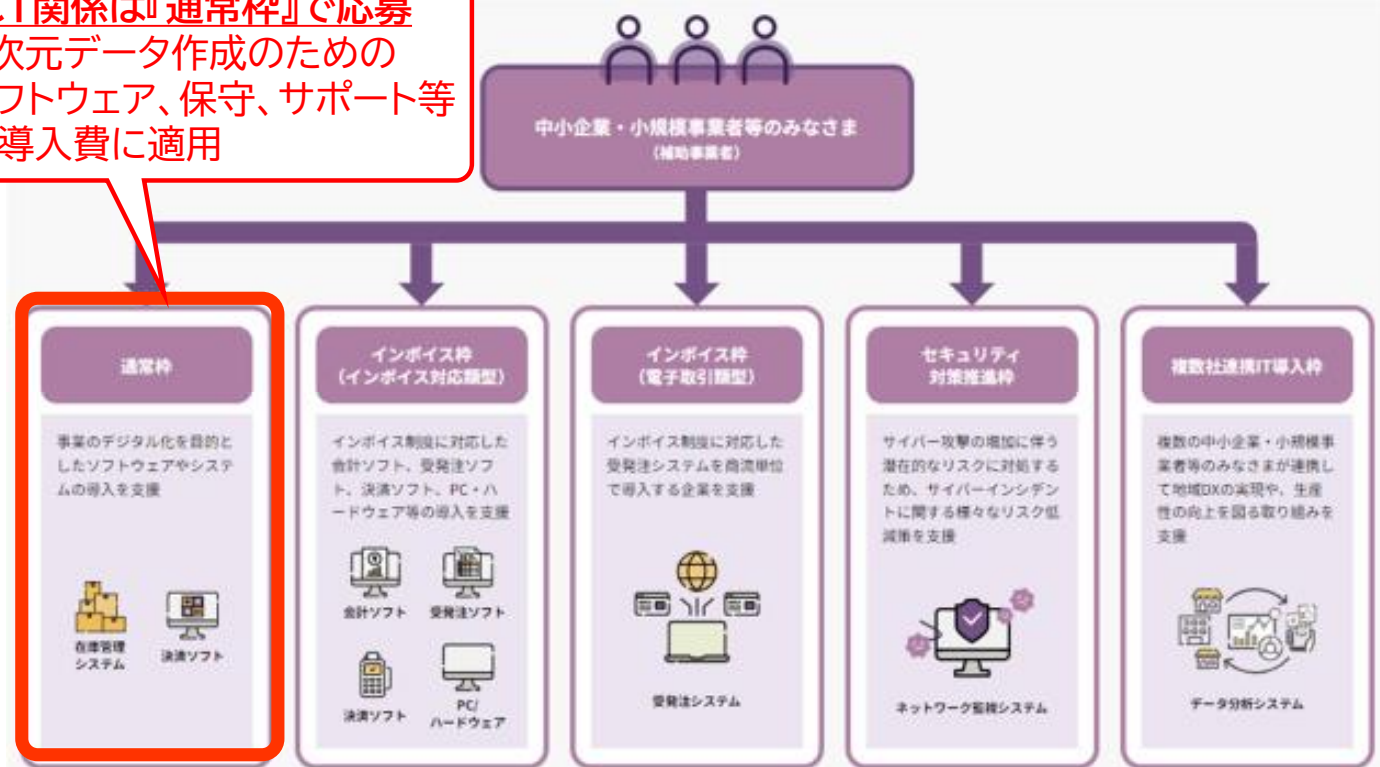 CT関係は『通常枠』で応募
次元データ作成のための
フトウェア、保守、サポート等
導入費に適用
中小企業・小規模事業者等のみなさま
(補助事業者)
通常枠
事業のデジタル化を目的と
したソフトウェアやシステ
ムの導入を支援
在庫管理
システム
決済ソフト
インボイス枠
(インボイス対応類型)
インボイス制度に対応した
会計ソフト、受発注ソフ
ト、決済ソフト、PC・ハ
ードウェア等の導入を支援
会計ソフト
受発注ソフト
決済ソフト
PC/
ハードウェア
インボイス枠
(電子取引類型)
インボイス制度に対応した
受発注システムを商流単位
で導入する企業を支援
受発注システム
セキュリティ
対策推進枠
サイバー攻撃の増加に伴う
潜在的なリスクに対処する
ため、サイバーインシデン
トに関する様々なリスク低
減策を支援
ネットワーク監視システム
複数社連携IT導入枠
複数の中小企業・小規模事
業者等のみなさまが連携し
て地域DXの実現や、生産
性の向上を図る取り組みを
支援
データ分析システム